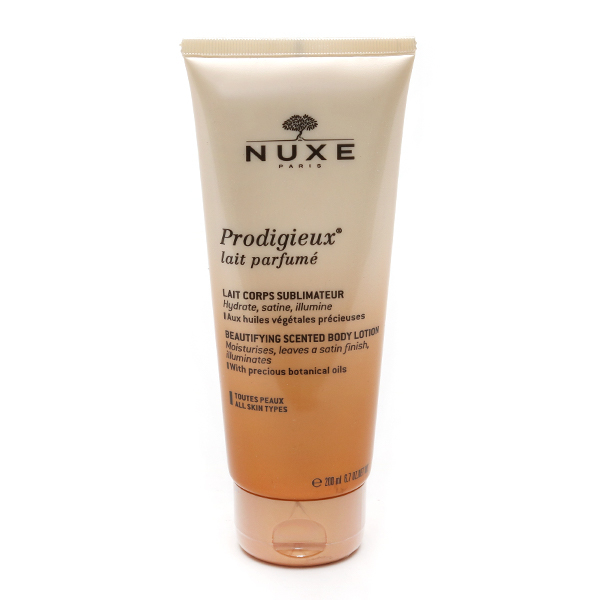 NUXE
PARIS
Prodigieux®
lait parfumé
LAIT CORPS SUBLIMATEUR
Hydrate, satine, illumine
Aux huiles végétales précieuses
BEAUTIFYING SCENTED BODY LOTION
Moisturises, leaves a satin finish,
illuminates
With precious botanical oils
TOUTES PEAUX
ALL SKIN TYPES
℮ 200 ml